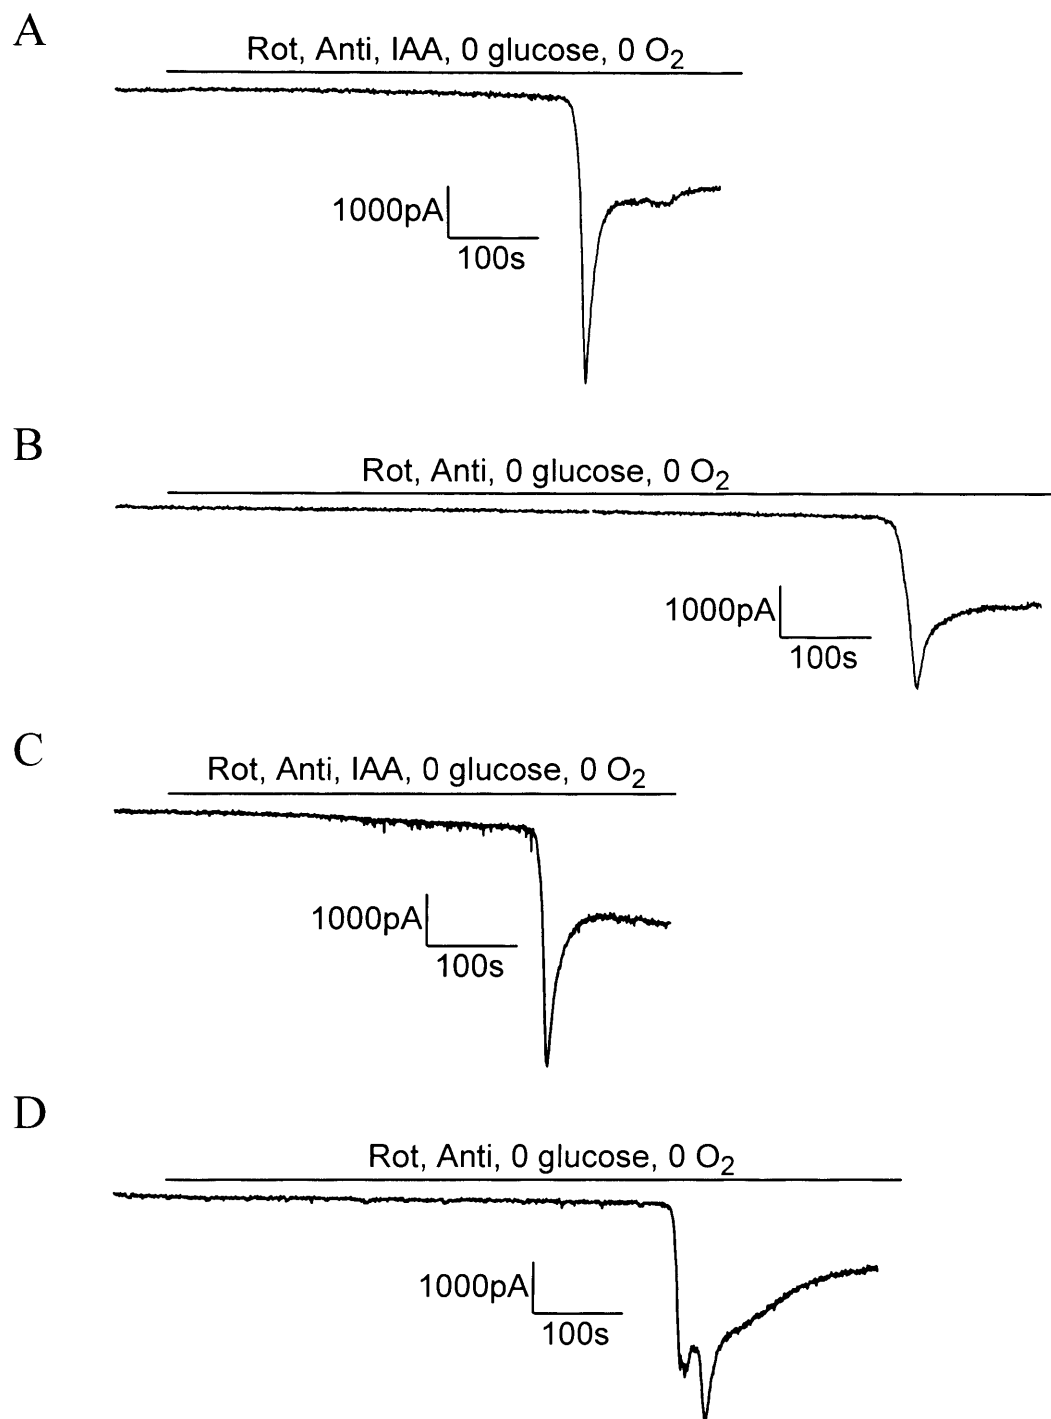 A
Rot, Anti, IAA, 0 glucose, 0 O2
1000pA
100s
B
Rot, Anti, 0 glucose, 0 O2
1000pA
100s
C
Rot, Anti, IAA, 0 glucose, 0 O2
1000pA
100s
D
Rot, Anti, 0 glucose, 0 O2
1000pA
100s